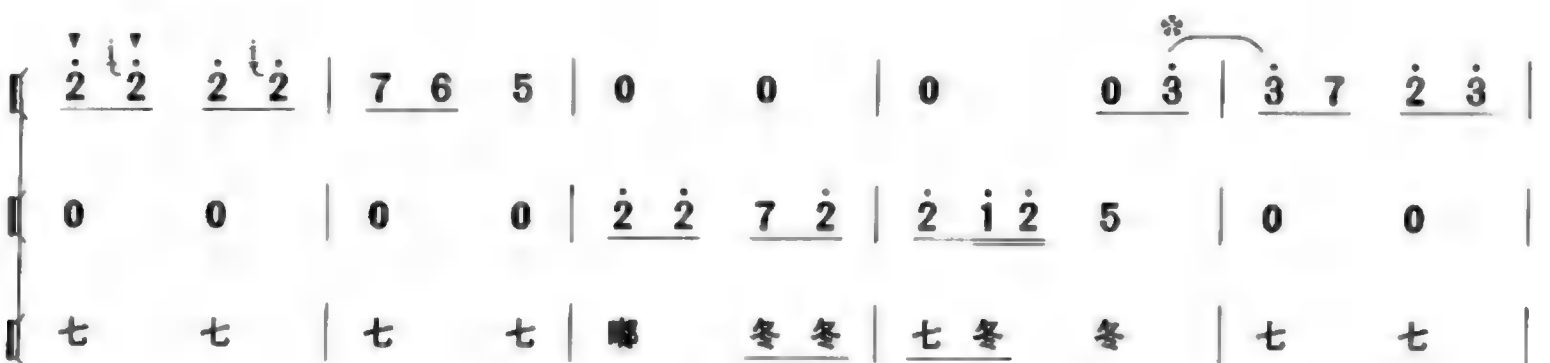 2̇ i̇ 2̇ 2̇ i̇ 2̇ | 7 6 5 | 0 0 | 0 0 3̇ | 3̇ 7 2̇ 3̇ |
0 0 | 0 0 | 2̇ 2̇ 7 2̇ | 2̇ i̇ 2̇ 5 | 0 0 |
七 七 | 七 七 | 冬 冬 | 七 冬 冬 | 七 七 |